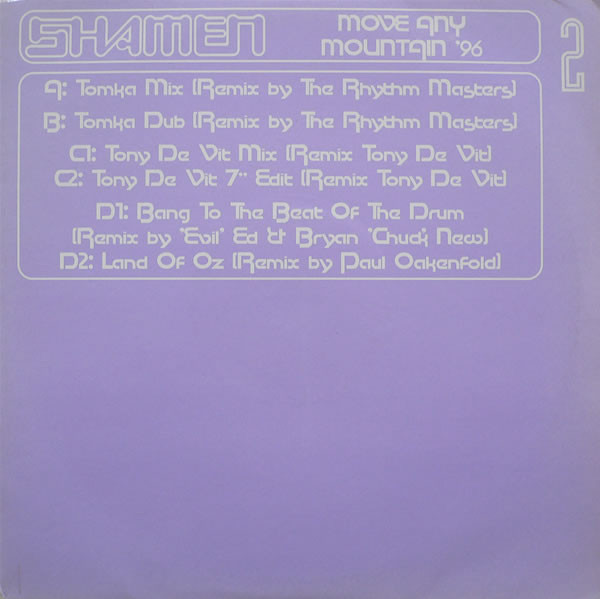 SHAMEN
MOVE ANY
MOUNTAIN '96
2
A: Tomka Mix (Remix by The Rhythm Masters)
B: Tomka Dub (Remix by The Rhythm Masters)
C1: Tony De Vit Mix (Remix Tony De Vit)
C2: Tony De Vit 7" Edit (Remix Tony De Vit)
D1: Bang To The Beat Of The Drum
(Remix by 'Evil' Ed & Bryan 'Chuck' New)
D2: Land Of Oz (Remix by Paul Oakenfold)